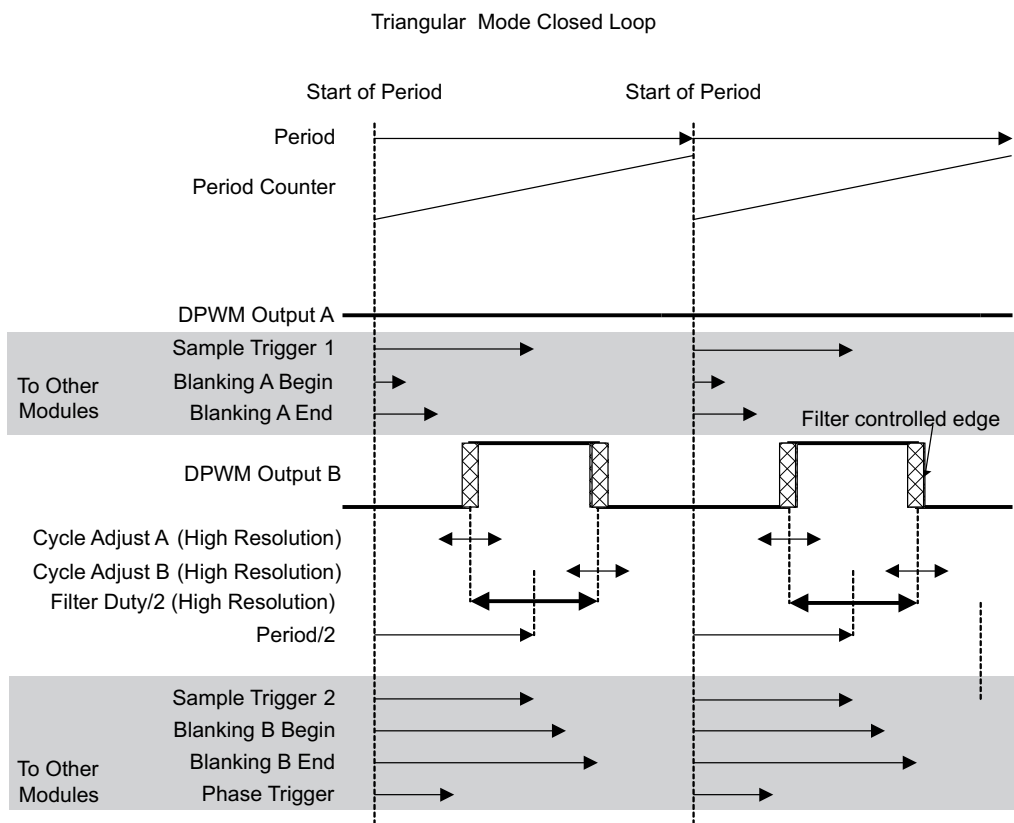 Triangular Mode Closed Loop
Start of Period
Start of Period
Period
Period Counter
DPWM Output A
Sample Trigger 1
To Other
Modules
Blanking A Begin
Blanking A End
Filter controlled edge
DPWM Output B
Cycle Adjust A (High Resolution)
Cycle Adjust B (High Resolution)
Filter Duty/2 (High Resolution)
Period/2
Sample Trigger 2
Blanking B Begin
Blanking B End
To Other
Modules
Phase Trigger